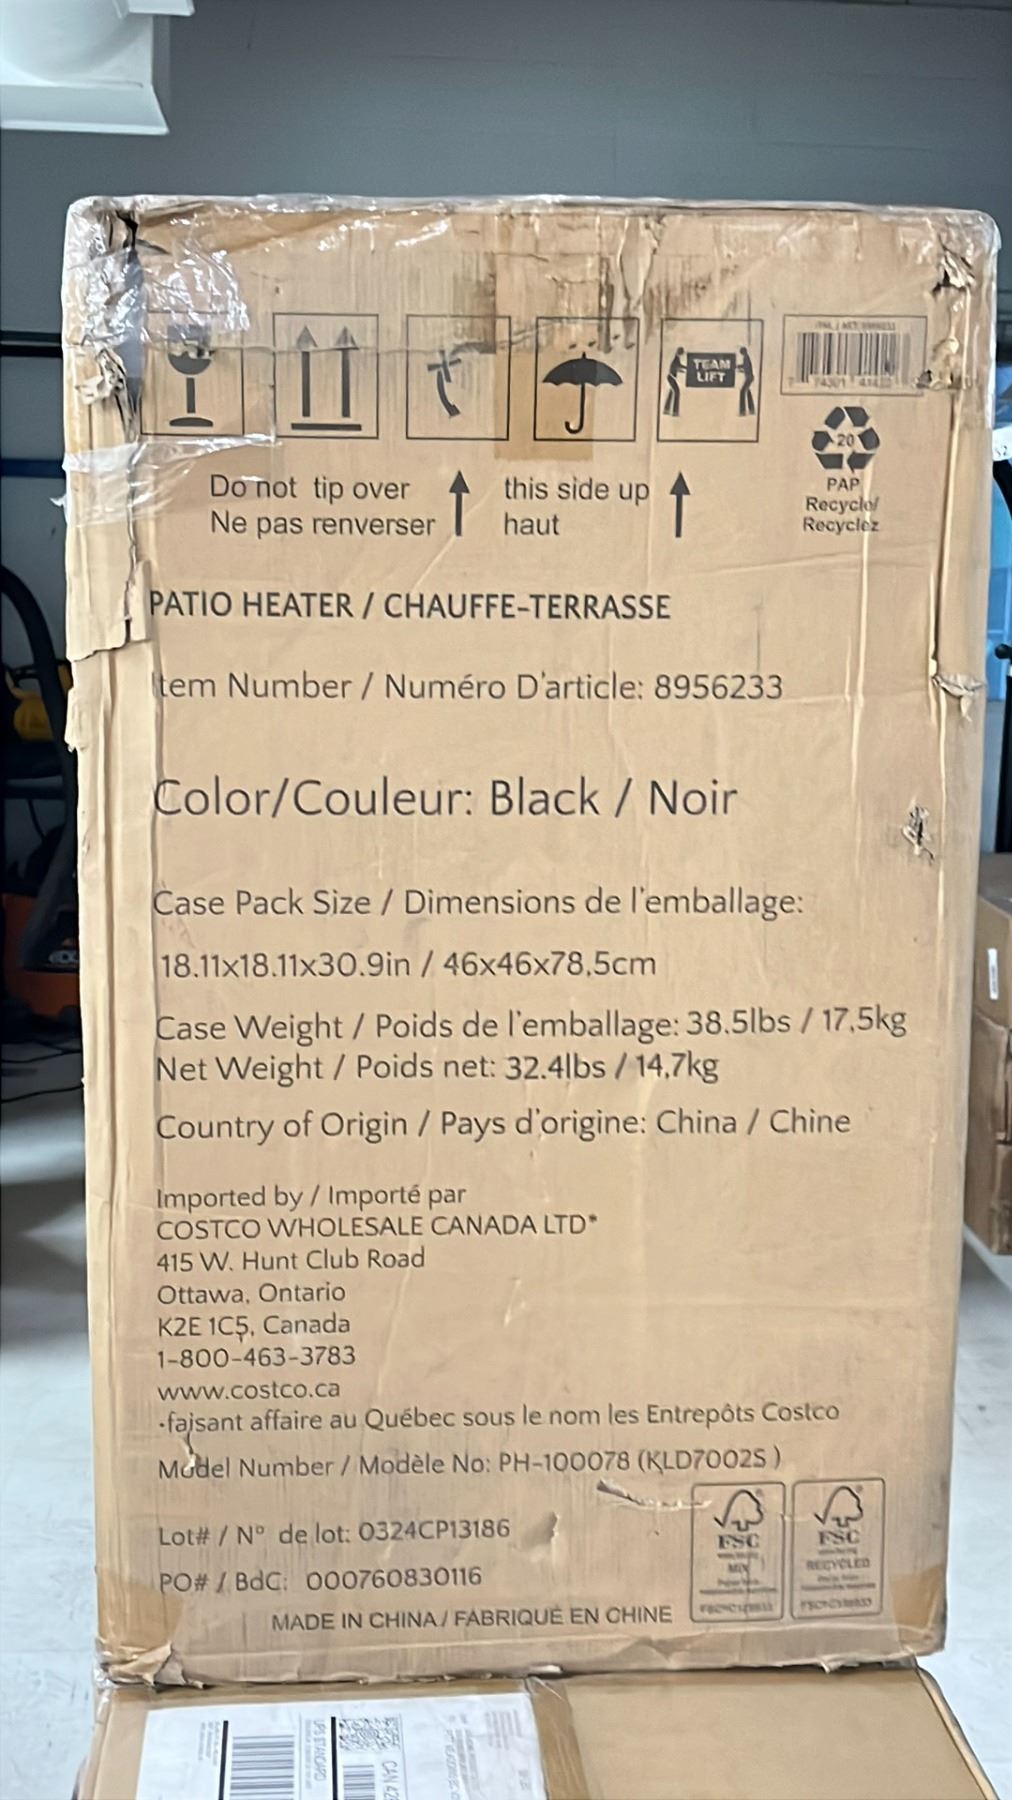 TEAM
LIFT
20
PAP
Recycle/
Recyclez
Do not tip over
Ne pas renverser
this side up
haut
PATIO HEATER / CHAUFFE-TERRASSE
Item Number / Numéro D'article: 8956233
Color/Couleur: Black / Noir
Case Pack Size / Dimensions de l'emballage:
18.11x18.11x30.9in / 46x46x78,5cm
Case Weight / Poids de l'emballage: 38.5lbs / 17,5kg
Net Weight / Poids net: 32.4lbs / 14,7kg
Country of Origin / Pays d'origine: China / Chine
Imported by / Importé par
COSTCO WHOLESALE CANADA LTD*
415 W. Hunt Club Road
Ottawa, Ontario
K2E 1C5, Canada
1-800-463-3783
www.costco.ca
•faisant affaire au Québec sous le nom les Entrepôts Costco
Model Number / Modèle No: PH-100078 (KLD7002S )
Lot# / N° de lot: 0324CP13186
PO# / BdC: 000760830116
MADE IN CHINA / FABRIQUÉ EN CHINE
FSC
MIX
FSC
RECYCLED
UPS STANDARD